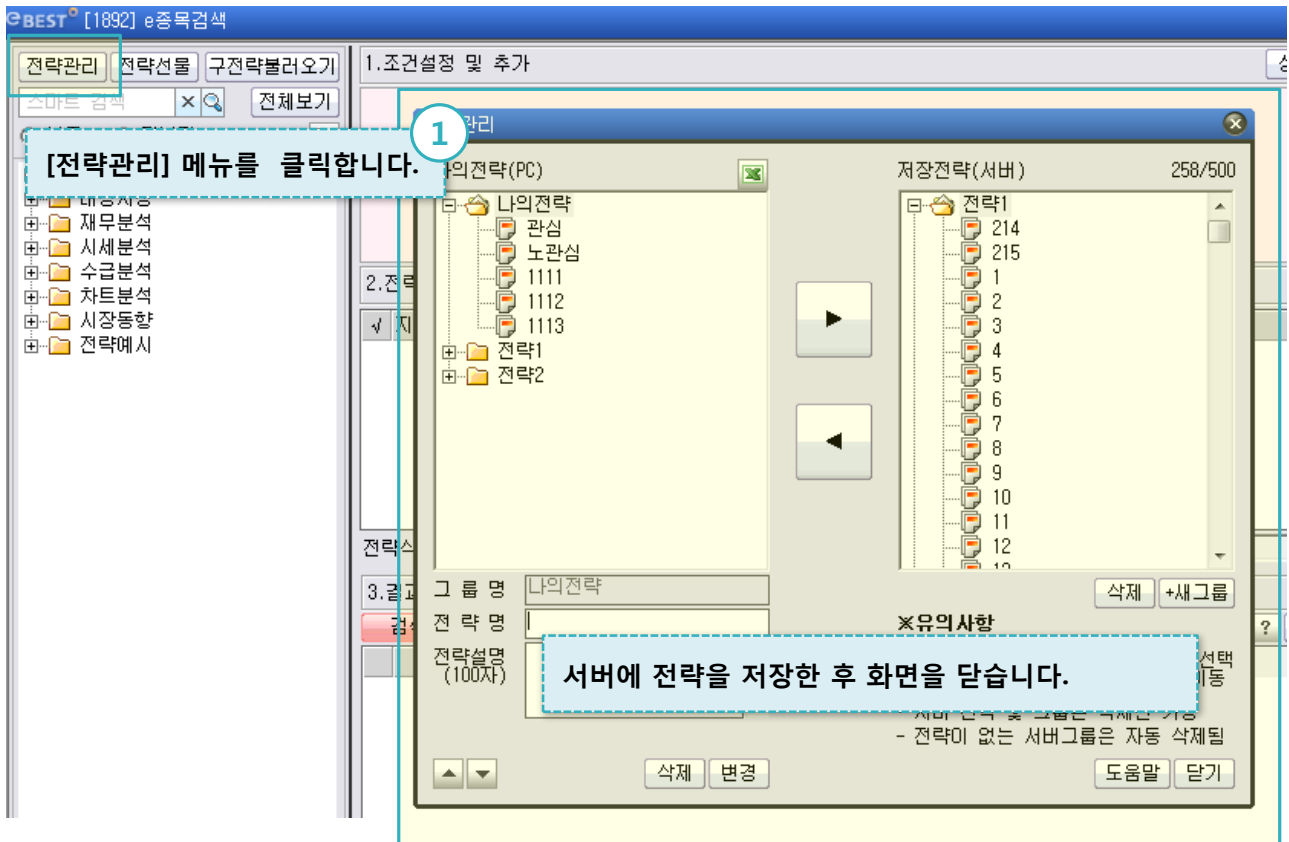 eBEST [1892] e종목검색
전략관리 전략선물 구전략불러오기
스마트 검색 전체보기
재무분석
시세분석
수급분석
차트분석
시장동향
전략예시
1.조건설정 및 추가
1
[전략관리] 메뉴를 클릭합니다.
나의전략(PC)
나의전략
관심
노관심
1111
1112
1113
전략1
전략2
저장전략(서버) 258/500
전략1
214
215
1
2
3
4
5
6
7
8
9
10
11
12
그 룹 명 나의전략
전 략 명
전략설명
(100자)
삭제 변경
삭제 +새그룹
※유의사항
서버에 전략을 저장한 후 화면을 닫습니다.
선택
- 전략이 없는 서버그룹은 자동 삭제됨
도움말 닫기
?